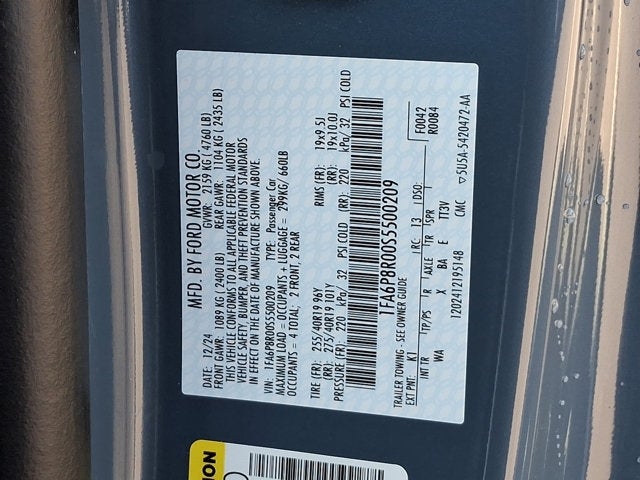 MFD. BY FORD MOTOR CO.
DATE: 12/24 GVWR: 2159 KG ( 4760 LB)
FRONT GAWR: 1089 KG ( 2400 LB) REAR GAWR: 1104 KG ( 2435 LB)
THIS VEHICLE CONFORMS TO ALL APPLICABLE FEDERAL MOTOR
VEHICLE SAFETY, BUMPER, AND THEFT PREVENTION STANDARDS
IN EFFECT ON THE DATE OF MANUFACTURE SHOWN ABOVE.
VIN: 1FA6P8R00S5500209 TYPE: Passenger Car
MAXIMUM LOAD = OCCUPANTS + LUGGAGE = 299KG/ 660LB
OCCUPANTS = 4 TOTAL; 2 FRONT, 2 REAR
TIRE (FR): 255/40R19 96Y RIMS (FR): 19x9.5J
(RR): 275/40R19 101Y (RR): 19x10.0J
PRESSURE (FR): 220 kPa/ 32 PSI COLD (RR): 220 kPa/ 32 PSI COLD
1FA6P8R00S5500209
TRAILER TOWING - SEE OWNER GUIDE
F0042
R0084
EXT PNT: K1 RC: 13 DSO:
INT TR TP/PS R AXLE TR SPR
WA X BA E TT3V
12024121951​48 CMC 5U5A-5420472-AA